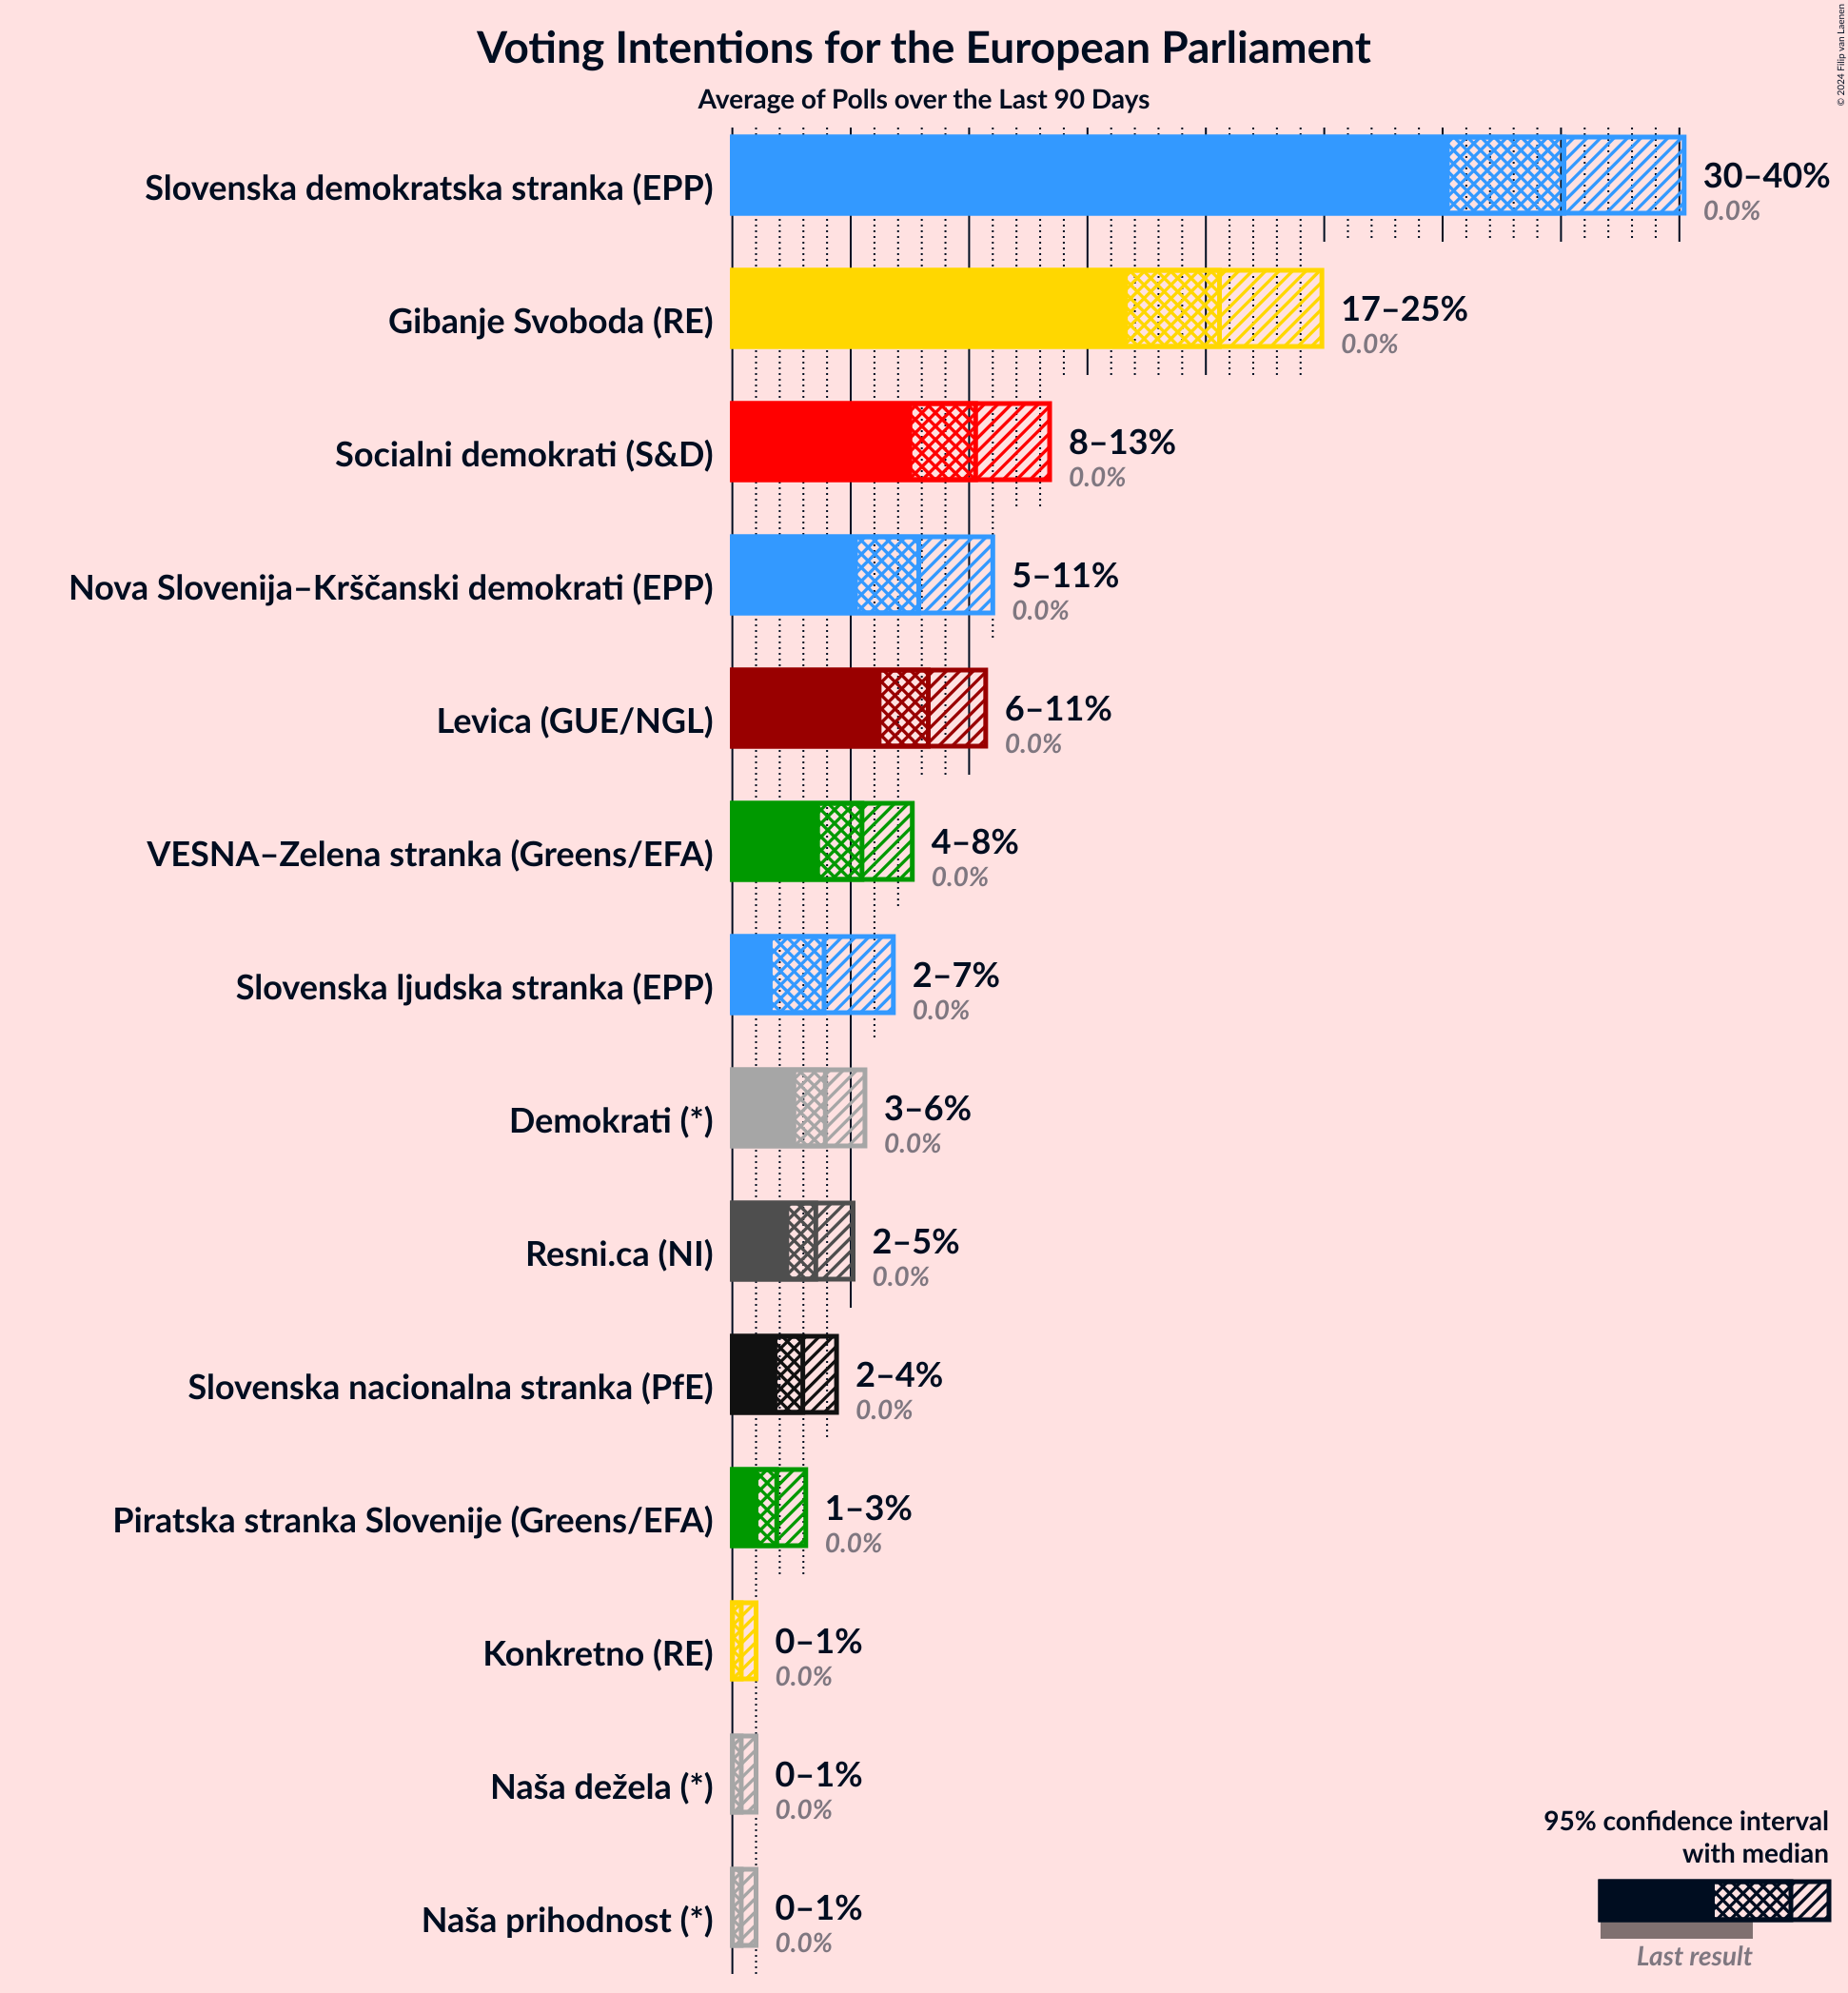 Voting Intentions for the European Parliament
Average of Polls over the Last 90 Days
© 2024 Filip van Laenen
Slovenska demokratska stranka (EPP)
30–40%
0.0%
Gibanje Svoboda (RE)
17–25%
0.0%
Socialni demokrati (S&D)
8–13%
0.0%
Nova Slovenija–Krščanski demokrati (EPP)
5–11%
0.0%
Levica (GUE/NGL)
6–11%
0.0%
VESNA–Zelena stranka (Greens/EFA)
4–8%
0.0%
Slovenska ljudska stranka (EPP)
2–7%
0.0%
Demokrati (*)
3–6%
0.0%
Resni.ca (NI)
2–5%
0.0%
Slovenska nacionalna stranka (PfE)
2–4%
0.0%
Piratska stranka Slovenije (Greens/EFA)
1–3%
0.0%
Konkretno (RE)
0–1%
0.0%
Naša dežela (*)
0–1%
0.0%
Naša prihodnost (*)
0–1%
0.0%
95% confidence interval
with median
Last result